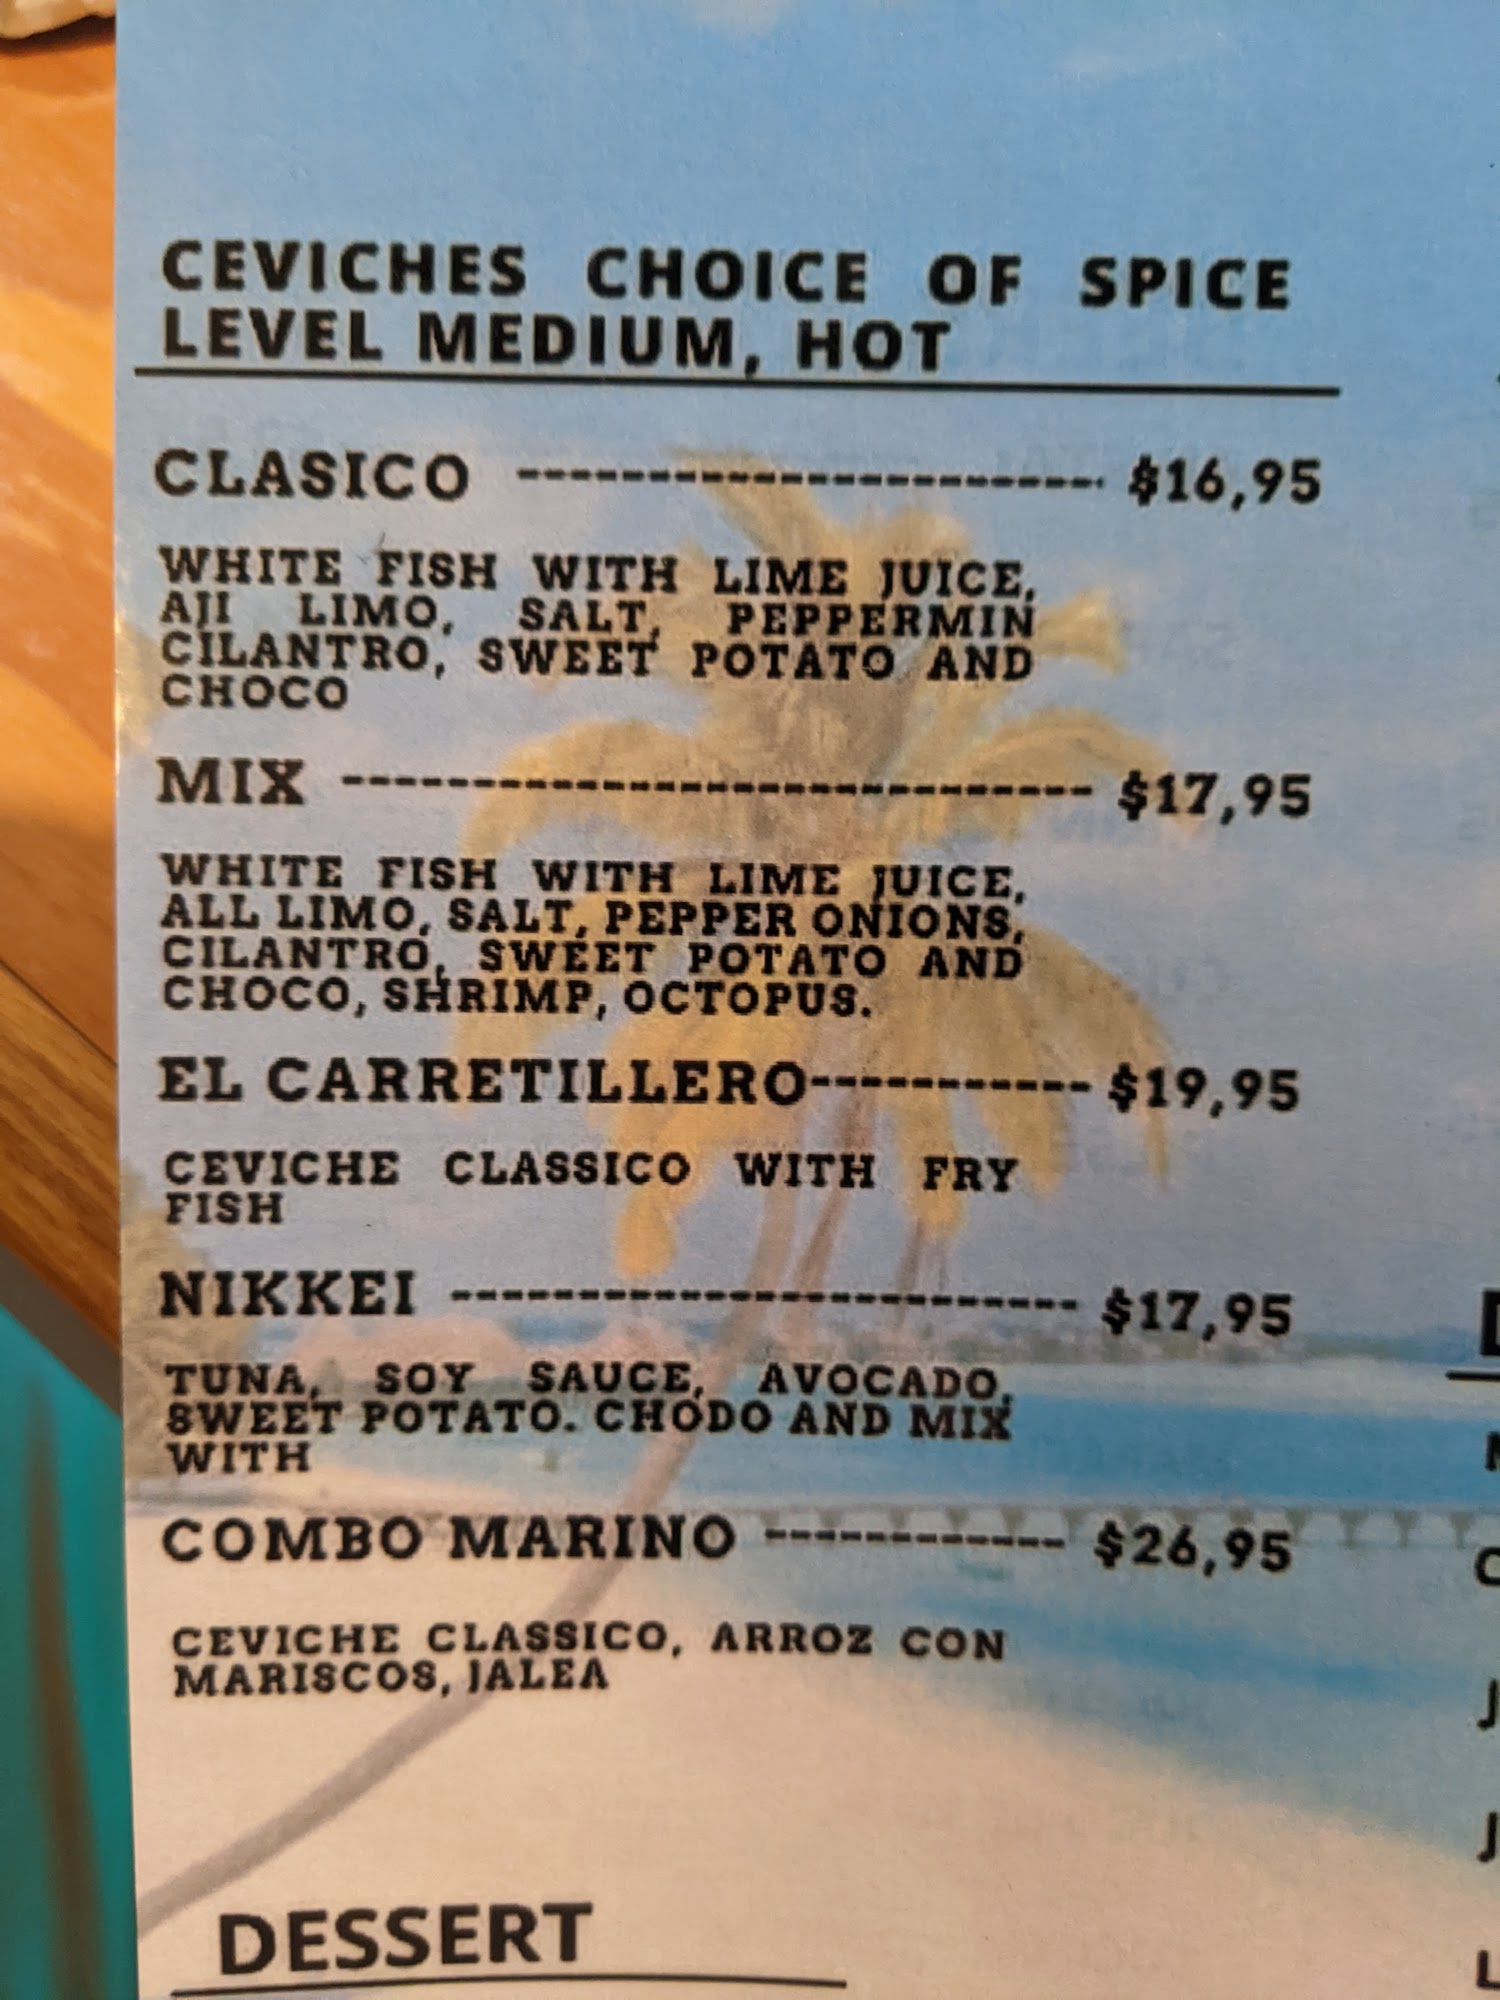 CEVICHES CHOICE OF SPICE
LEVEL MEDIUM, HOT
CLASICO ----------------------- $16,95
WHITE FISH WITH LIME JUICE,
AJI LIMO, SALT, PEPPERMIN
CILANTRO, SWEET POTATO AND
CHOCO
MIX ----------------------------- $17,95
WHITE FISH WITH LIME JUICE,
ALL LIMO, SALT, PEPPER ONIONS,
CILANTRO, SWEET POTATO AND
CHOCO, SHRIMP, OCTOPUS.
EL CARRETILLERO----------- $19,95
CEVICHE CLASSICO WITH FRY
FISH
NIKKEI ------------------------- $17,95
TUNA, SOY SAUCE, AVOCADO,
SWEET POTATO. CHODO AND MIX
WITH
COMBO MARINO ------------ $26,95
CEVICHE CLASSICO, ARROZ CON
MARISCOS, JALEA
DESSERT